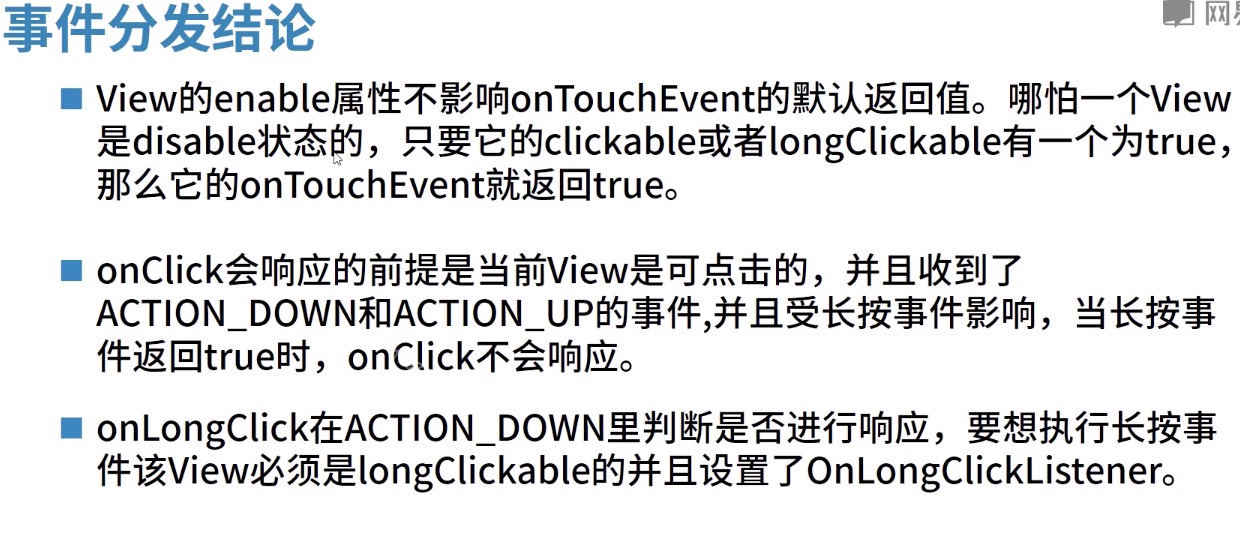 事件分发结论
网易
View的enable属性不影响onTouchEvent的默认返回值。哪怕一个View
是disable状态的，只要它的clickable或者longClickable有一个为true，
那么它的onTouchEvent就返回true。
onClick会响应的前提是当前View是可点击的，并且收到了
ACTION_DOWN和ACTION_UP的事件,并且受长按事件影响，当长按事
件返回true时，onClick不会响应。
onLongClick在ACTION_DOWN里判断是否进行响应，要想执行长按事
件该View必须是longClickable的并且设置了OnLongClickListener。